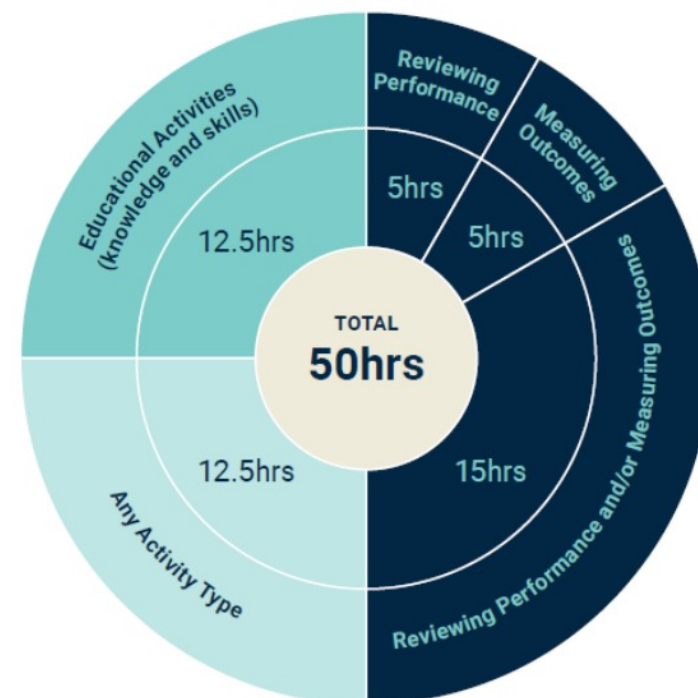 Educational Activities
(knowledge and skills)
12.5hrs
Reviewing
Performance
5hrs
Measuring
Outcomes
5hrs
Reviewing Performance and/or Measuring Outcomes
15hrs
Any Activity Type
12.5hrs
TOTAL
50hrs